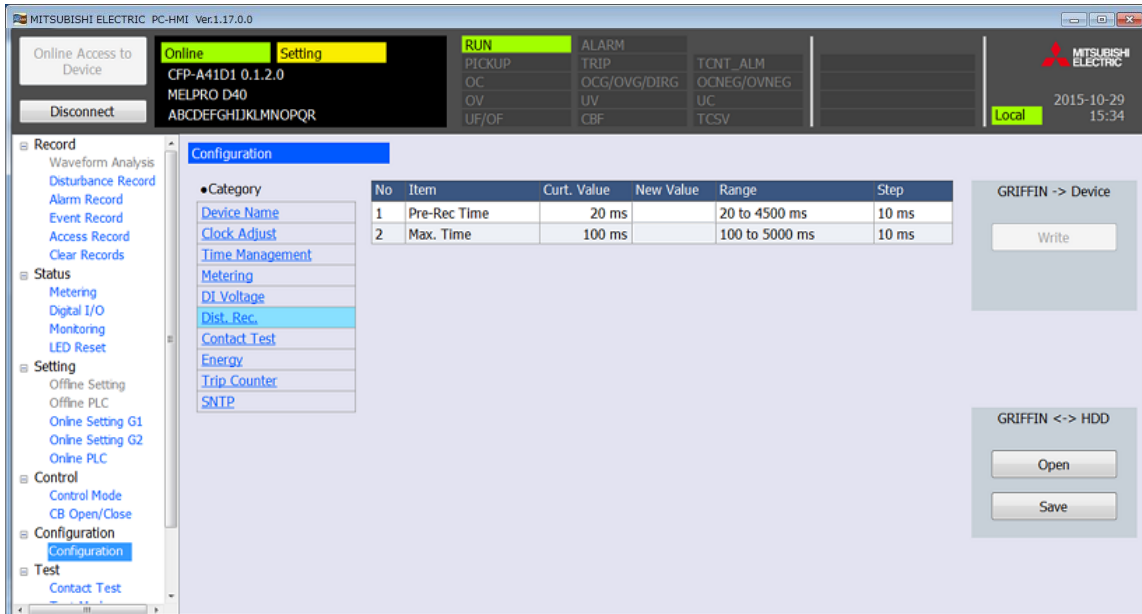 MITSUBISHI ELECTRIC PC-HMI Ver.1.17.0.0
Online Access to Device
Disconnect
Online Setting
CFP-A41D1 0.1.2.0
MELPRO D40
ABCDEFGHIJKLMNOPQR
RUN ALARM
PICKUP TRIP TCNT_ALM
OC OCG/OVG/DIRG OCNEG/OVNEG
OV UV UC
UF/OF CBF TCSV
MITSUBISHI
ELECTRIC
2015-10-29
Local 15:34
Record
Waveform Analysis
Disturbance Record
Alarm Record
Event Record
Access Record
Clear Records
Status
Metering
Digital I/O
Monitoring
LED Reset
Setting
Offline Setting
Offline PLC
Online Setting G1
Online Setting G2
Online PLC
Control
Control Mode
CB Open/Close
Configuration
Configuration
Test
Contact Test
Configuration
•Category
Device Name
Clock Adjust
Time Management
Metering
DI Voltage
Dist. Rec.
Contact Test
Energy
Trip Counter
SNTP
No Item Curt. Value New Value Range Step
1 Pre-Rec Time 20 ms 20 to 4500 ms 10 ms
2 Max. Time 100 ms 100 to 5000 ms 10 ms
GRIFFIN -> Device
Write
GRIFFIN <-> HDD
Open
Save